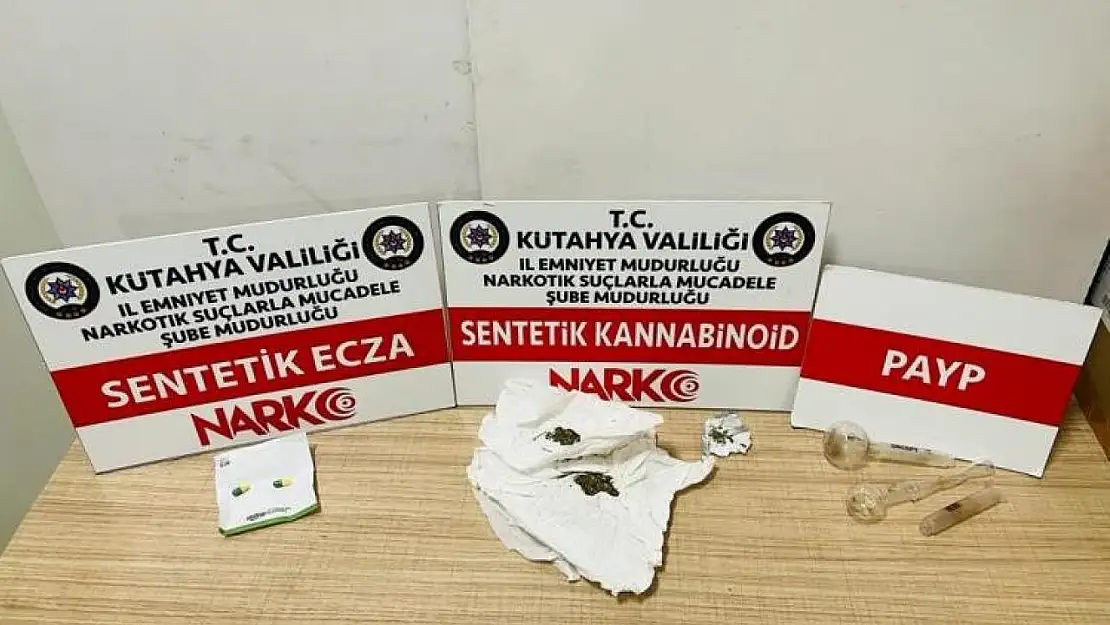 T.C.
KUTAHYA VALİLİĞİ
IL EMNIYET MUDURLUĞU
NARKOTIK SUÇLARLA MUCADELE
ŞUBE MUDURLUĞU
SENTETİK ECZA
NARKO
T.C.
KUTAHYA VALİLİĞİ
IL EMNIYET MUDURLUĞU
NARKOTIK SUÇLARLA MUCADELE
ŞUBE MUDURLUĞU
SENTETİK KANNABİNOİD
NARKO
PAYP